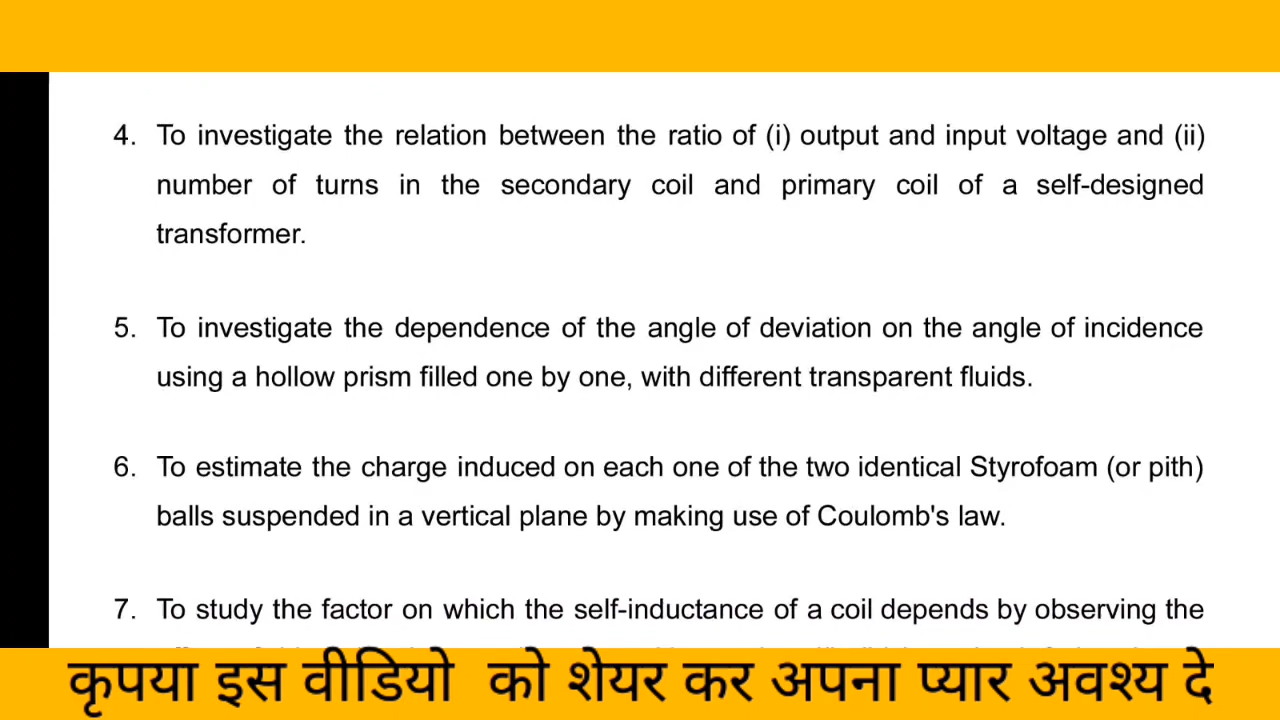 4. To investigate the relation between the ratio of (i) output and input voltage and (ii)
number of turns in the secondary coil and primary coil of a self-designed
transformer.
5. To investigate the dependence of the angle of deviation on the angle of incidence
using a hollow prism filled one by one, with different transparent fluids.
6. To estimate the charge induced on each one of the two identical Styrofoam (or pith)
balls suspended in a vertical plane by making use of Coulomb's law.
7. To study the factor on which the self-inductance of a coil depends by observing the
कृपया इस वीडियो को शेयर कर अपना प्यार अवश्य दे